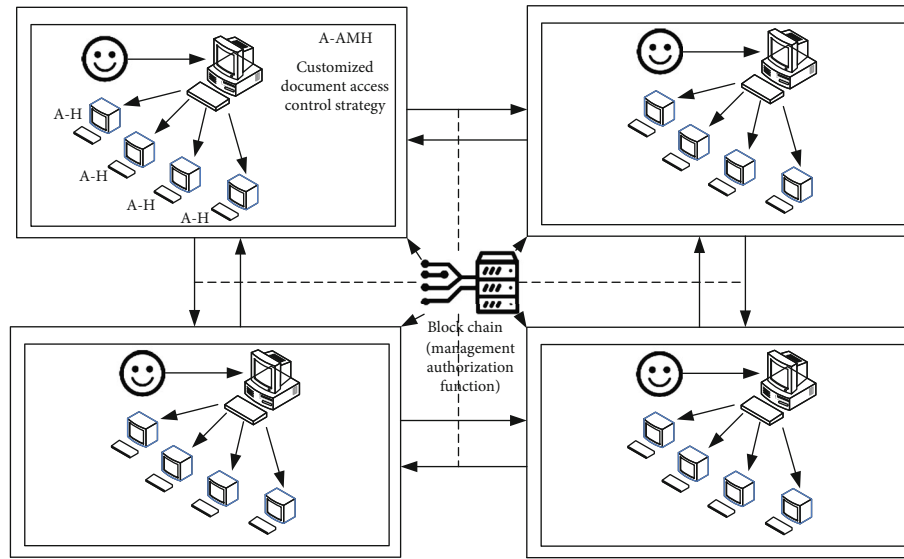 A-AMH
Customized
document access
control strategy
A-H
A-H
A-H
A-H
Block chain
(management
authorization
function)